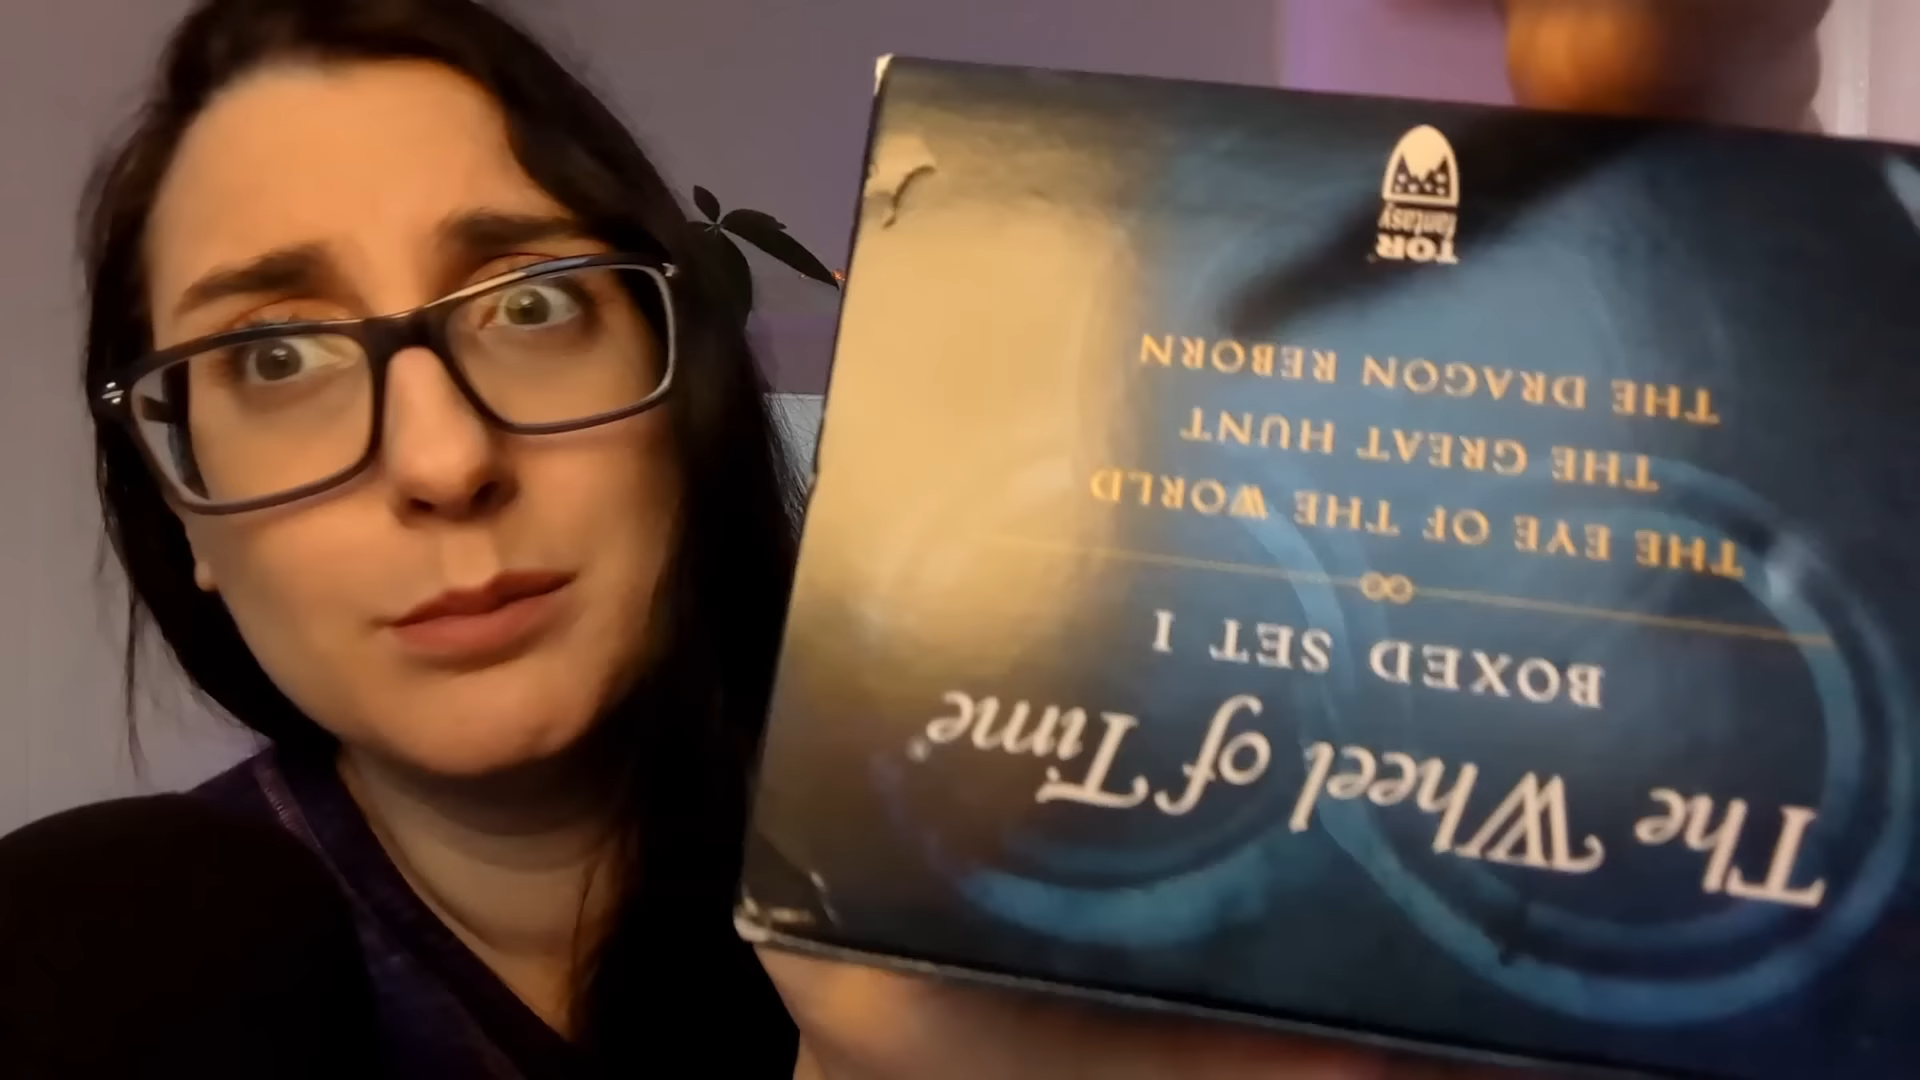 The Wheel of Time
BOXED SET 1
THE EYE OF THE WORLD
THE GREAT HUNT
THE DRAGON REBORN
TOR
fantasy